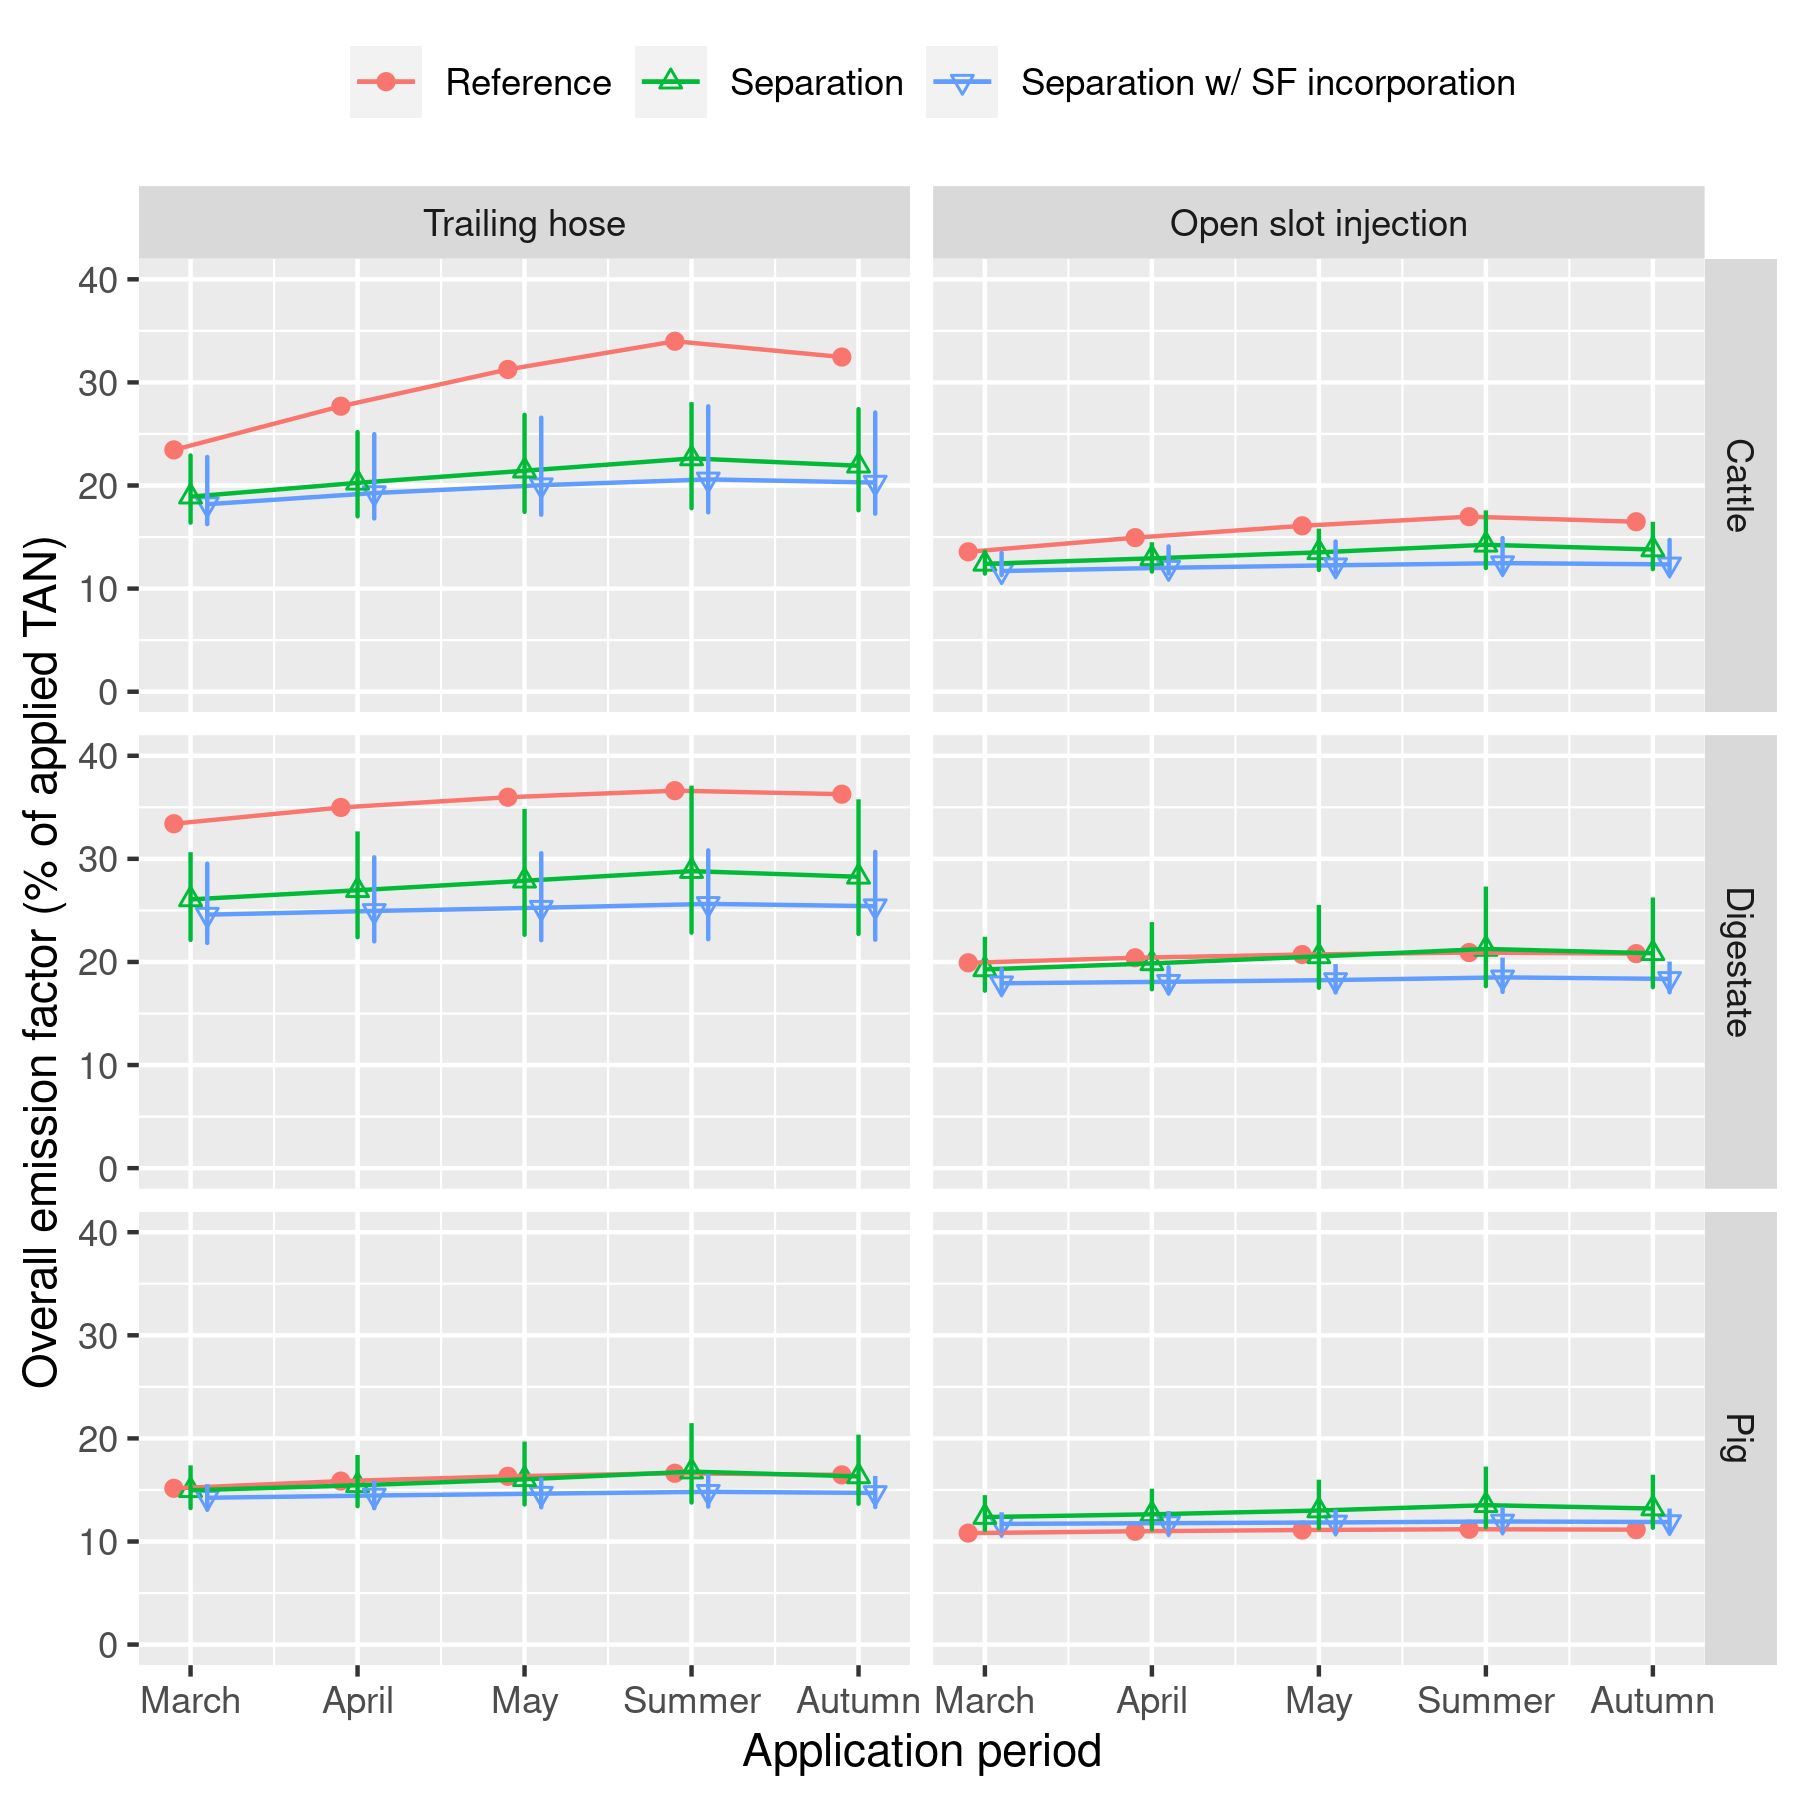 Reference Separation Separation w/ SF incorporation
Trailing hose Open slot injection
Overall emission factor (% of applied TAN)
40
30
20
10
0
Cattle
40
30
20
10
0
Digestate
40
30
20
10
0
Pig
March April May Summer Autumn March April May Summer Autumn
Application period